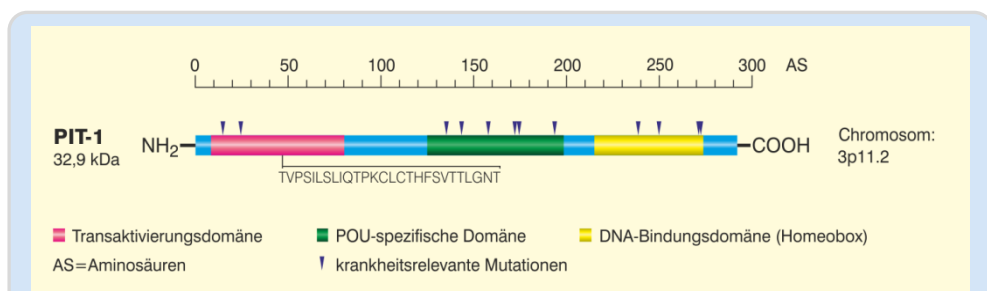 0 50 100 150 200 250 300 AS
PIT-1
32,9 kDa
NH2 COOH
Chromosom:
3p11.2
TVPSILSLIQTPKCLCTHFSVTTLGNT
Transaktivierungsdomäne POU-spezifische Domäne DNA-Bindungsdomäne (Homeobox)
AS=Aminosäuren krankheitsrelevante Mutationen